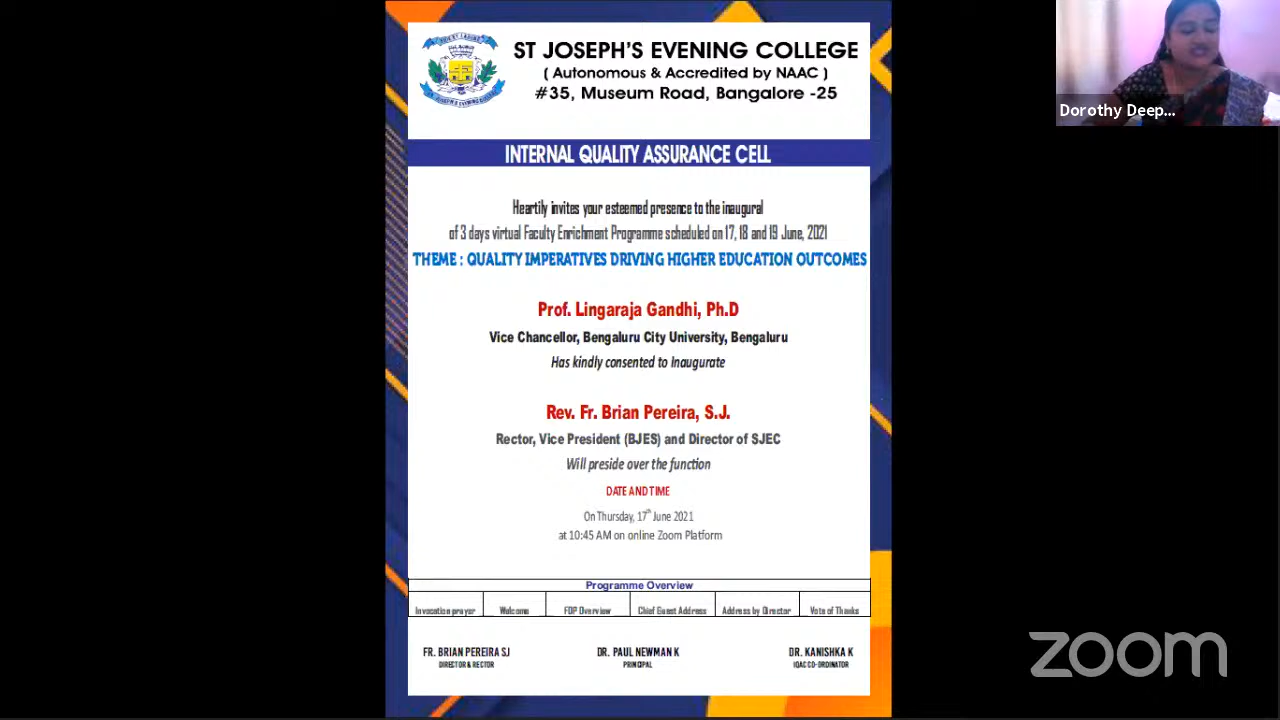 ST JOSEPH'S EVENING COLLEGE
( Autonomous & Accredited by NAAC )
#35, Museum Road, Bangalore -25
Dorothy Deep...
INTERNAL QUALITY ASSURANCE CELL
Heartily invites your esteemed presence to the inaugural
of 3 days virtual Faculty Enrichment Programme scheduled on 17, 18 and 19 June, 2021
THEME : QUALITY IMPERATIVES DRIVING HIGHER EDUCATION OUTCOMES
Prof. Lingaraja Gandhi, Ph.D
Vice Chancellor, Bengaluru City University, Bengaluru
Has kindly consented to Inaugurate
Rev. Fr. Brian Pereira, S.J.
Rector, Vice President (BJES) and Director of SJEC
Will preside over the function
DATE AND TIME
On Thursday, 17th June 2021
at 10:45 AM on online Zoom Platform
Programme Overview
Invocation prayer Welcome FDP Overview Chief Guest Address Address by Director Vote of Thanks
FR. BRIAN PEREIRA SJ DR. PAUL NEWMAN K DR. KANISHKA K
DIRECTOR & RECTOR PRINCIPAL IQAC CO-ORDINATOR
zoom